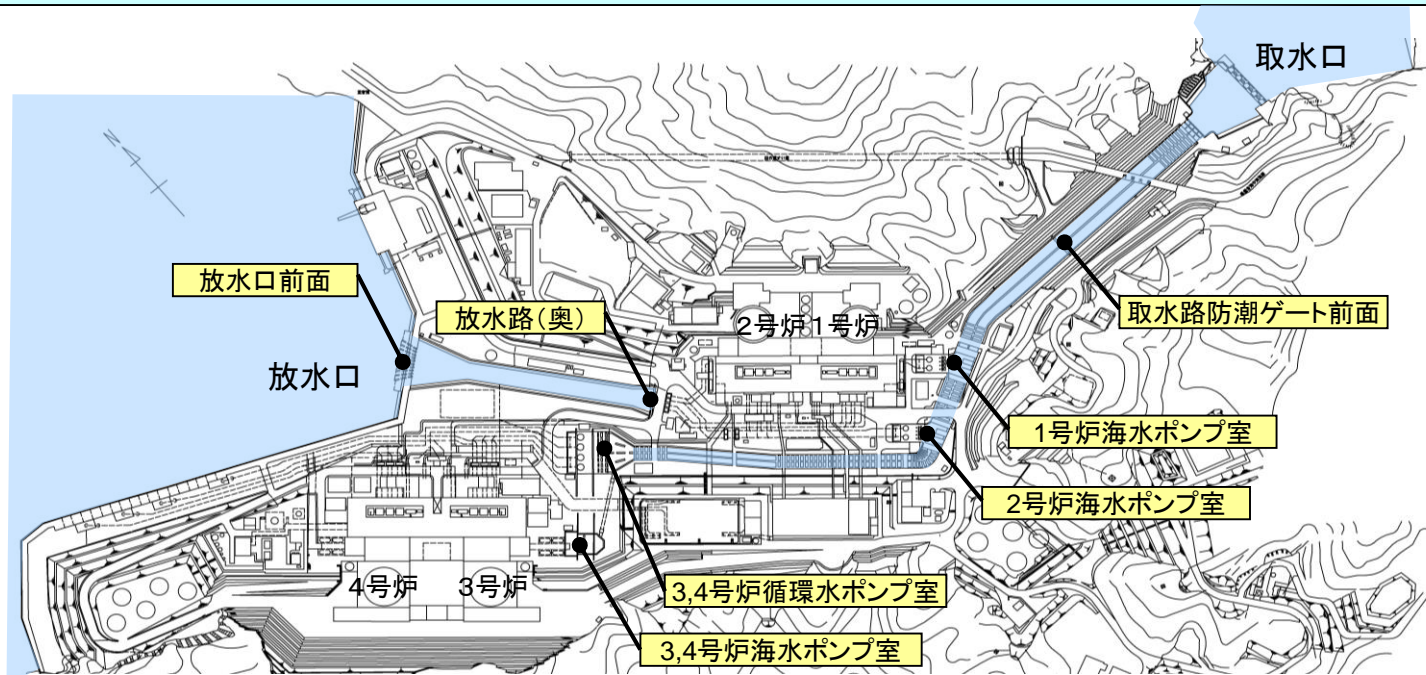 取水口
放水口前面
放水路(奥)
2号炉 1号炉
取水路防潮ゲート前面
放水口
1号炉海水ポンプ室
2号炉海水ポンプ室
4号炉 3号炉
3,4号炉循環水ポンプ室
3,4号炉海水ポンプ室